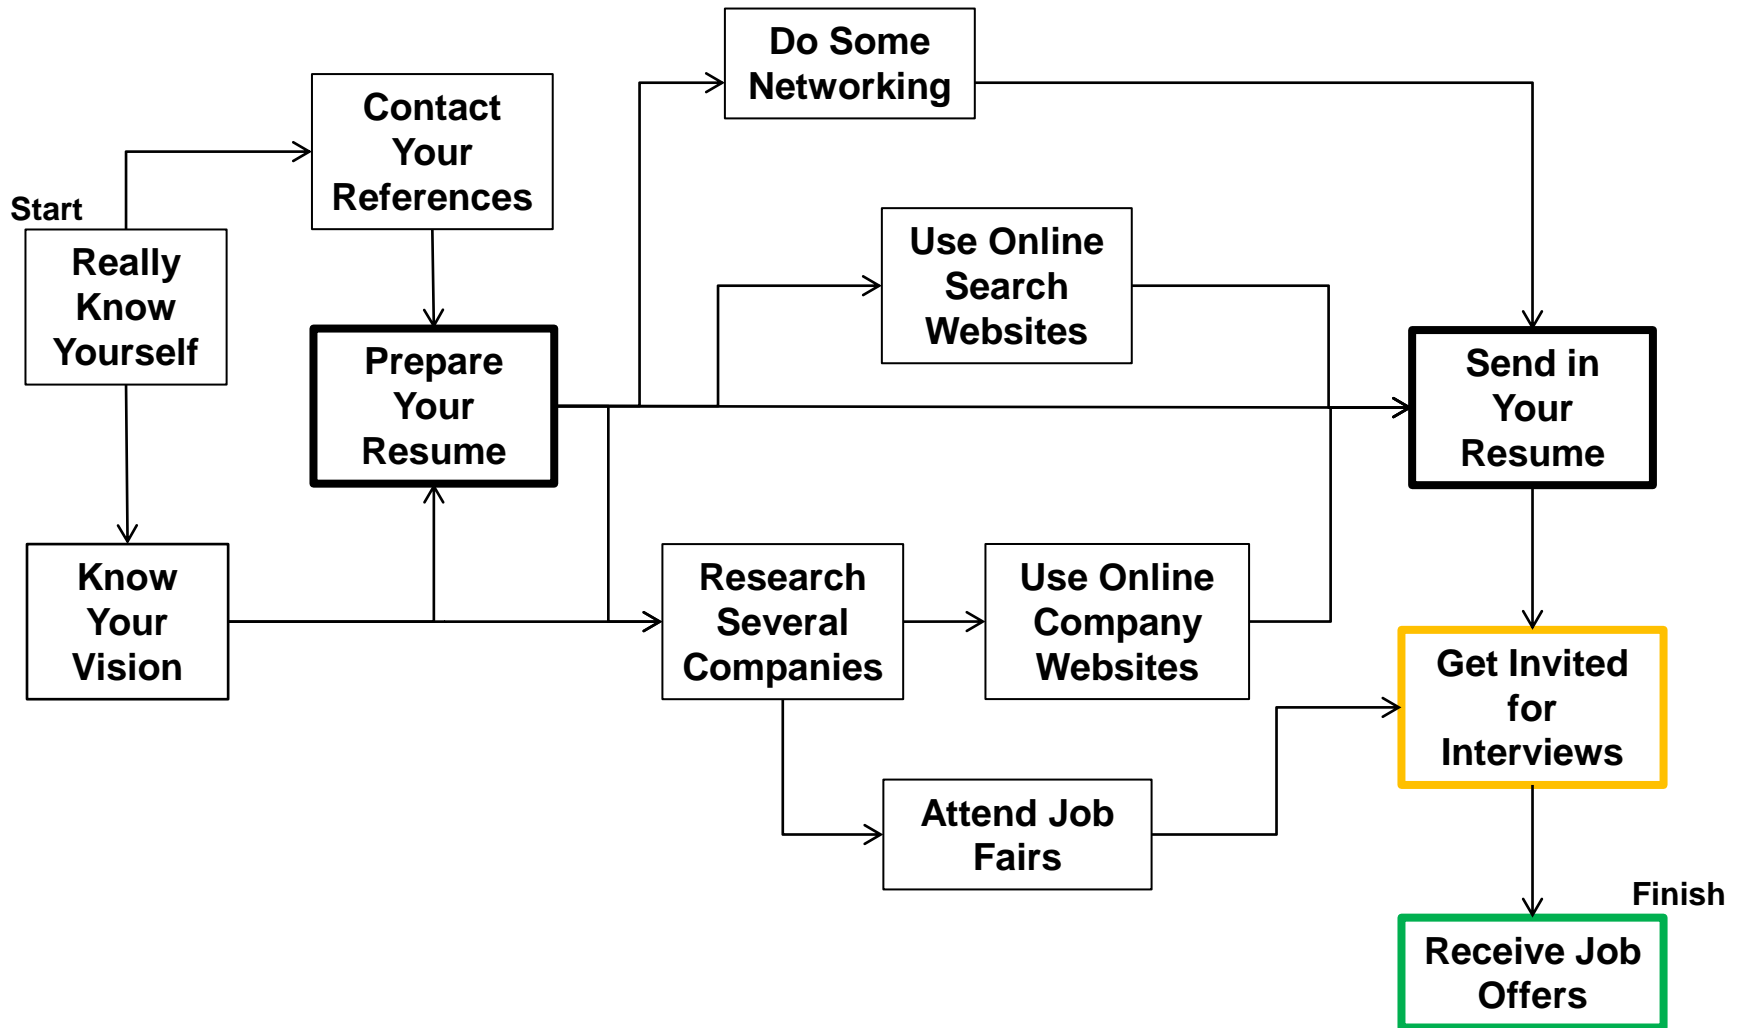 Start
Really
Know
Yourself
Contact
Your
References
Know
Your
Vision
Prepare
Your
Resume
Do Some
Networking
Use Online
Search
Websites
Research
Several
Companies
Use Online
Company
Websites
Attend Job
Fairs
Send in
Your
Resume
Get Invited
for
Interviews
Finish
Receive Job
Offers